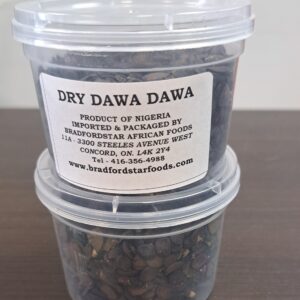 DRY DAWA DAWA
PRODUCT OF NIGERIA
IMPORTED & PACKAGED BY
BRADFORDSTAR AFRICAN FOODS
11A - 3300 STEELES AVENUE WEST
CONCORD, ON. L4K 2Y4
Tel - 416-356-4988
www.bradfordstarfoods.com